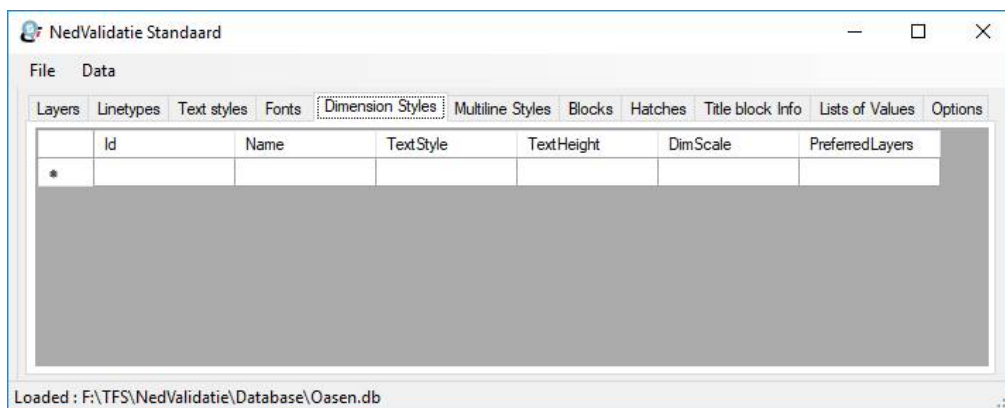 NedValidatie Standaard
File Data
Layers Linetypes Text styles Fonts Dimension Styles Multiline Styles Blocks Hatches Title block Info Lists of Values Options
Id Name TextStyle TextHeight DimScale PreferredLayers
*
Loaded : F:\TFS\NedValidatie\Database\Oasen.db